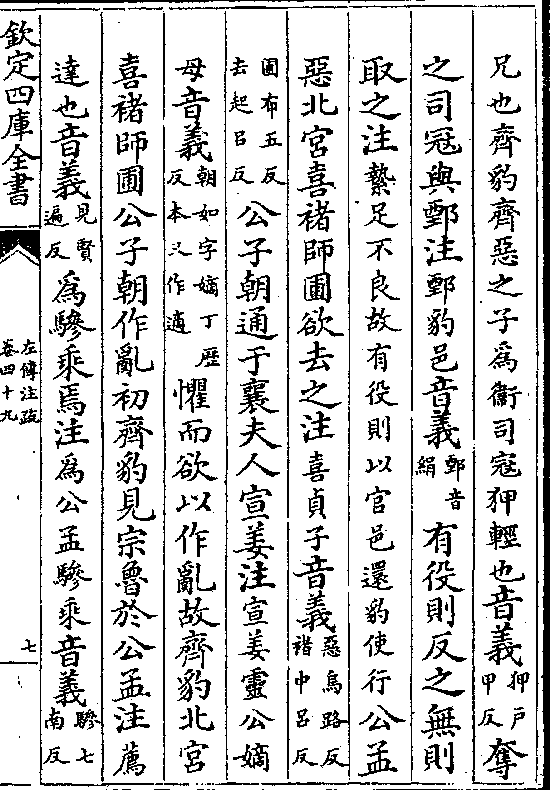 兄也齊豹齊惡之子爲衞司寇狎輕也音義狎戶甲反奪
之司冦與鄄注鄄豹邑音義鄄音絹有役則反之無則
取之注縶足不良故有役則以官邑還豹使行公孟
惡北宮喜褚師圃欲去之注喜貞子音義惡烏路反褚中呂反
圃布五反去起呂反公子朝通于襄夫人宣姜注宣姜靈公嫡
母音義朝如字嫡丁歴反本又作適懼而欲以作亂故齊豹北宮
喜褚師圃公子朝作亂初齊豹見宗魯於公孟注薦
達也音義見賢遍反爲驂乘焉注爲公孟驂乘音義驂七南反
欽定四庫全書
左傳注疏
卷四十九
七